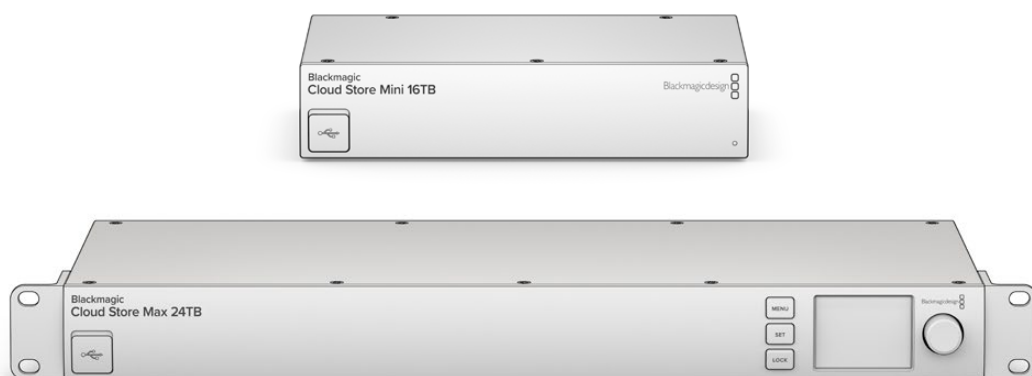 Blackmagic
Cloud Store Mini 16TB
Blackmagicdesign
Blackmagic
Cloud Store Max 24TB
MENU
SET
LOCK
Blackmagicdesign